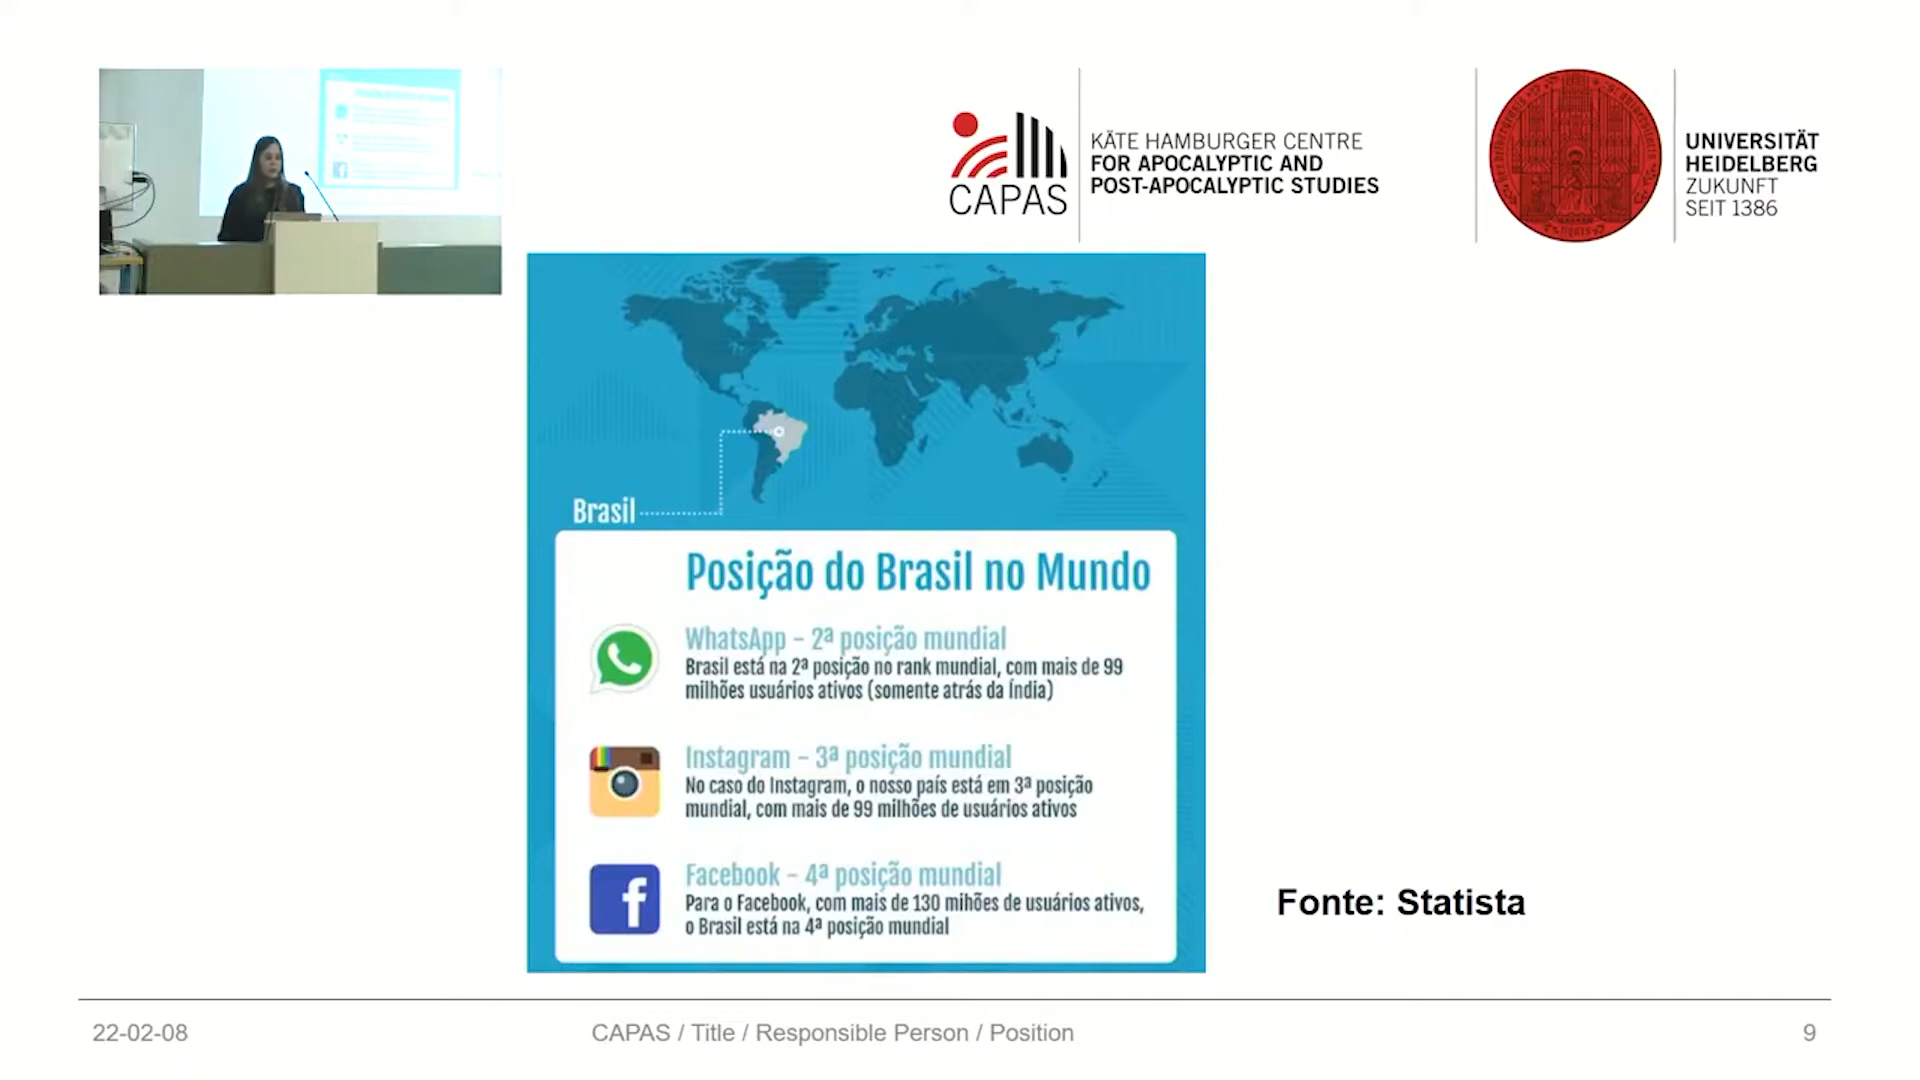 KÄTE HAMBURGER CENTRE
FOR APOCALYPTIC AND
POST-APOCALYPTIC STUDIES
CAPAS
UNIVERSITÄT
HEIDELBERG
ZUKUNFT
SEIT 1386
Brasil
Posição do Brasil no Mundo
WhatsApp - 2ª posição mundial
Brasil está na 2ª posição no rank mundial, com mais de 99
milhões usuários ativos (somente atrás da Índia)
Instagram - 3ª posição mundial
No caso do Instagram, o nosso país está em 3ª posição
mundial, com mais de 99 milhões de usuários ativos
Facebook - 4ª posição mundial
Para o Facebook, com mais de 130 mihões de usuários ativos,
o Brasil está na 4ª posição mundial
Fonte: Statista
22-02-08
CAPAS / Title / Responsible Person / Position
9